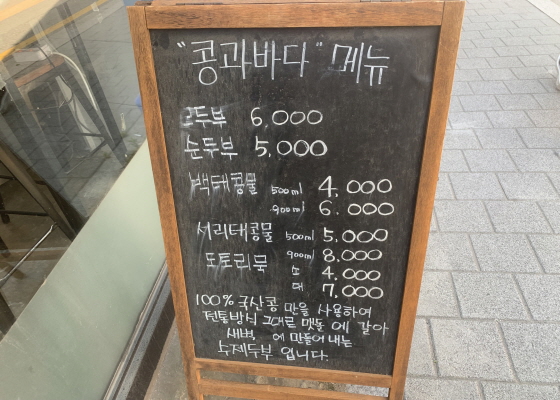 "콩과바다" 메뉴
모두부 6,000
순두부 5,000
백태콩물 500ml 4,000
900ml 6,000
서리태콩물 500ml 5,000
900ml 8,000
도토리묵 소 4,000
대 7,000
100% 국산콩 만을 사용하여
전통방식 그대로 맷돌에 갈아
새벽에 만들어 내는
수제두부 입니다.